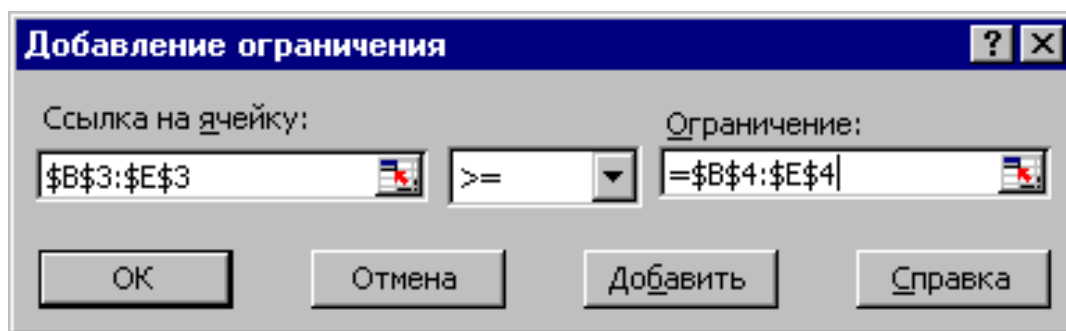 Добавление ограничения ? X
Ссылка на ячейку:
Ограничение:
$B$3:$E$3 >= =$B$4:$E$4
ОК Отмена Добавить Справка